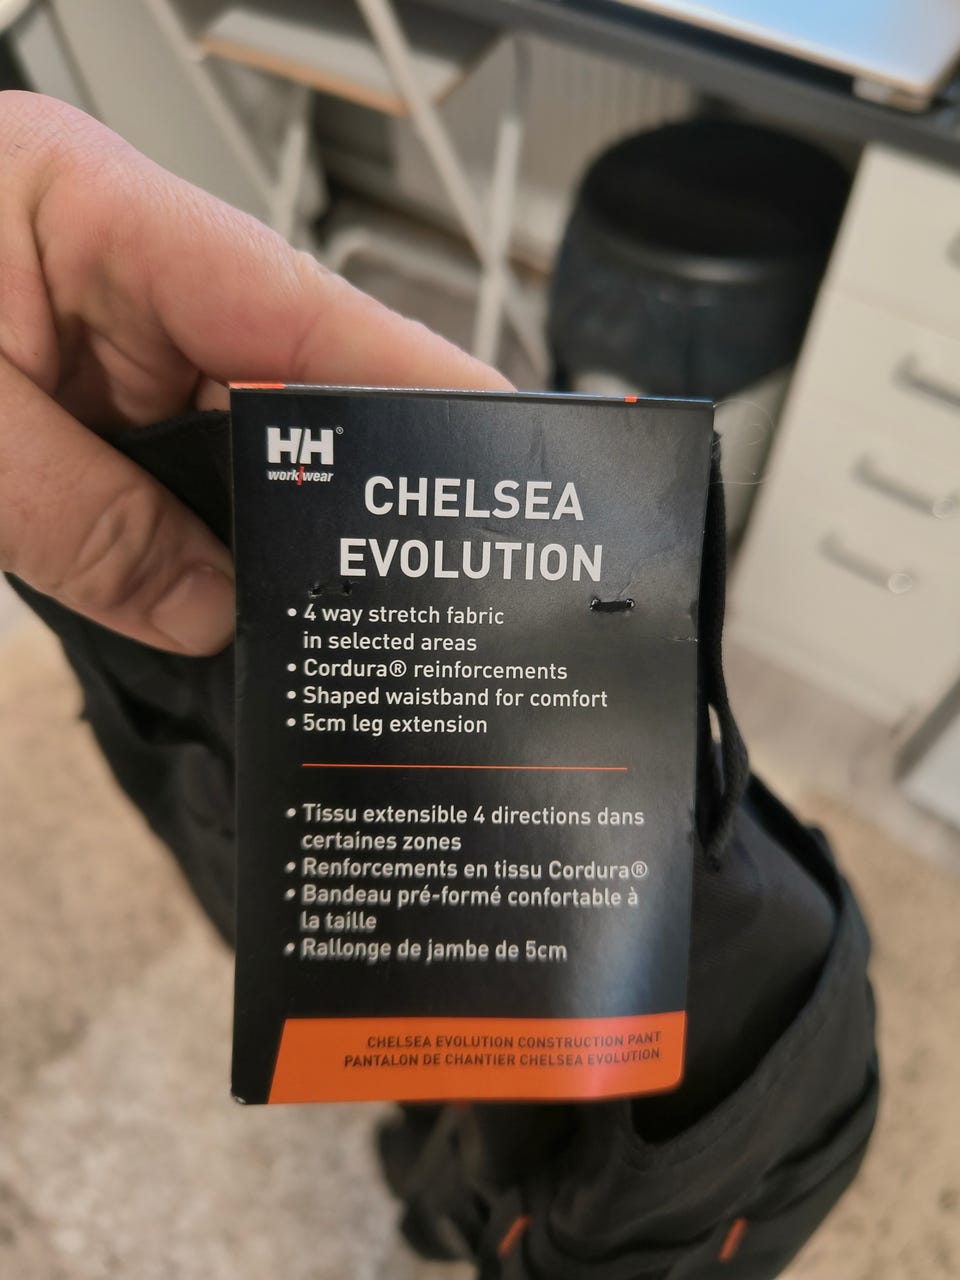 HH®
work wear
CHELSEA
EVOLUTION
• 4 way stretch fabric
in selected areas
• Cordura® reinforcements
• Shaped waistband for comfort
• 5cm leg extension
• Tissu extensible 4 directions dans
certaines zones
• Renforcements en tissu Cordura®
• Bandeau pré-formé confortable à
la taille
• Rallonge de jambe de 5cm
CHELSEA EVOLUTION CONSTRUCTION PANT
PANTALON DE CHANTIER CHELSEA EVOLUTION